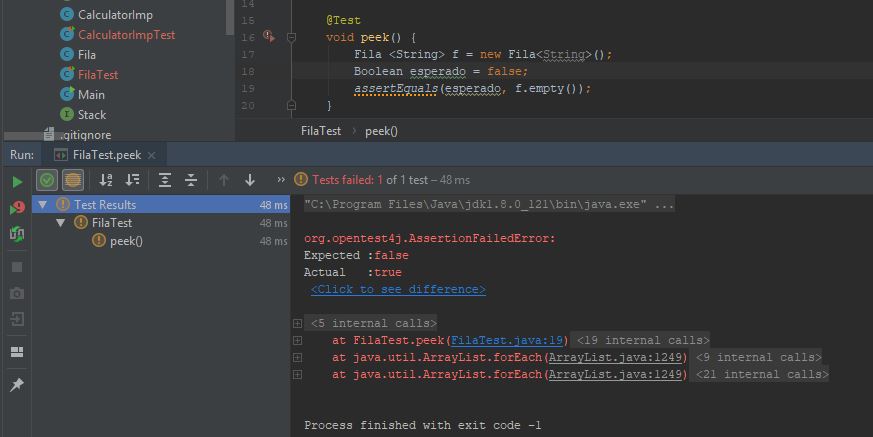 14
CalculatorImp
15 @Test
CalculatorImpTest
16 void peek() {
Fila
17 Fila <String> f = new Fila<String>();
FilaTest
18 Boolean esperado = false;
Main
19 assertEquals(esperado, f.empty());
Stack
20 }
.gitignore
FilaTest > peek()
Run: FilaTest.peek
Tests failed: 1 of 1 test – 48 ms
Test Results 48 ms
FilaTest 48 ms
peek() 48 ms
"C:\Program Files\Java\jdk1.8.0_121\bin\java.exe" ...
org.opentest4j.AssertionFailedError:
Expected :false
Actual :true
<Click to see difference>
<5 internal calls>
at FilaTest.peek(FilaTest.java:19) <19 internal calls>
at java.util.ArrayList.forEach(ArrayList.java:1249) <9 internal calls>
at java.util.ArrayList.forEach(ArrayList.java:1249) <21 internal calls>
Process finished with exit code -1